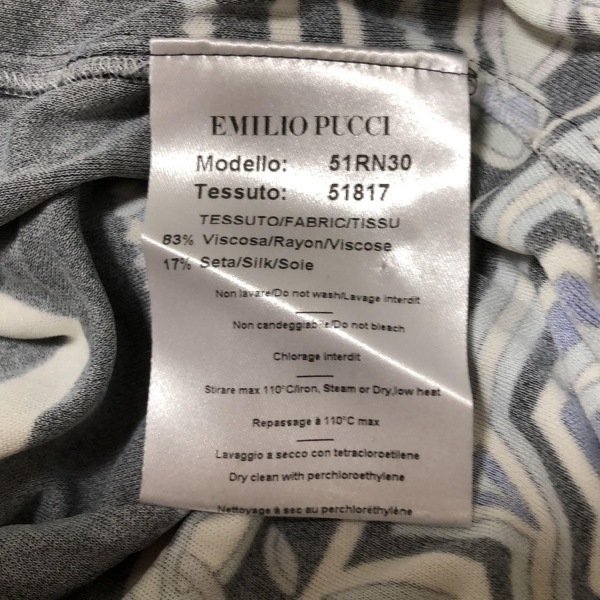 EMILIO PUCCI
Modello: 51RN30
Tessuto: 51817
TESSUTO/FABRIC/TISSU
83% Viscosa/Rayon/Viscose
17% Seta/Silk/Soie
Non lavare/Do not wash/Lavage interdit
Non candeggiabile/Do not bleach
Chlorage interdit
Stirare max 110°C/Iron, Steam or Dry,low heat
Repassage à 110°C max
Lavaggio a secco con tetracloroetilene
Dry clean with perchloroethylene
Nettoyage à sec au perchloréthylène